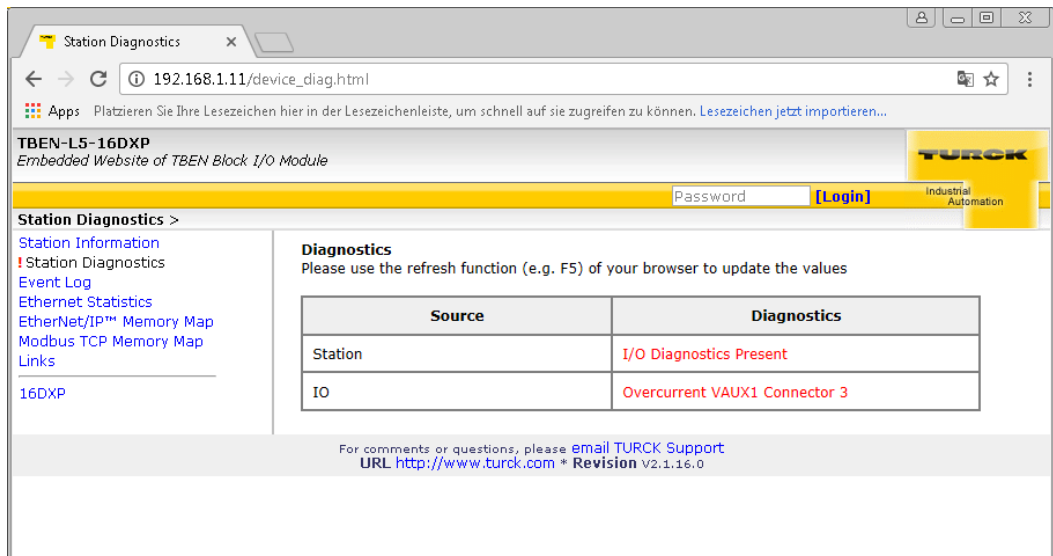 Station Diagnostics
192.168.1.11/device_diag.html
Apps Platzieren Sie Ihre Lesezeichen hier in der Lesezeichenleiste, um schnell auf sie zugreifen zu können. Lesezeichen jetzt importieren...
TBEN-L5-16DXP
Embedded Website of TBEN Block I/O Module
TURCK
Password [Login]
Industrial
Automation
Station Diagnostics >
Station Information
! Station Diagnostics
Event Log
Ethernet Statistics
EtherNet/IP™ Memory Map
Modbus TCP Memory Map
Links
16DXP
Diagnostics
Please use the refresh function (e.g. F5) of your browser to update the values
Source Diagnostics
Station I/O Diagnostics Present
IO Overcurrent VAUX1 Connector 3
For comments or questions, please email TURCK Support
URL http://www.turck.com * Revision V2.1.16.0